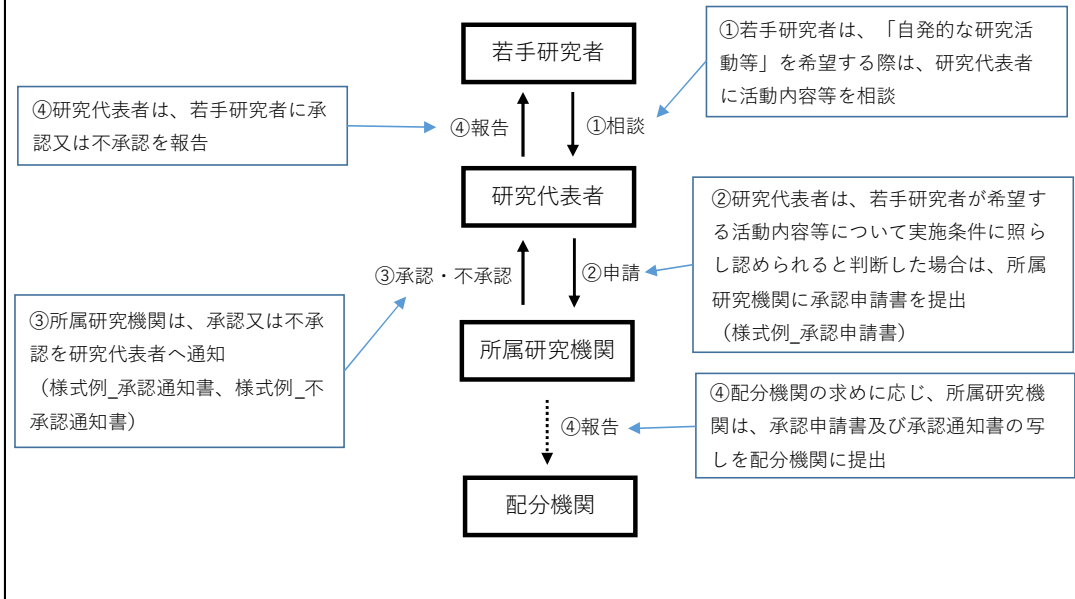 若手研究者
①若手研究者は、「自発的な研究活
動等」を希望する際は、研究代表者
に活動内容等を相談
④研究代表者は、若手研究者に承
認又は不承認を報告
④報告
①相談
研究代表者
②研究代表者は、若手研究者が希望す
る活動内容等について実施条件に照ら
し認められると判断した場合は、所属
研究機関に承認申請書を提出
（様式例_承認申請書）
③承認・不承認
②申請
③所属研究機関は、承認又は不承
認を研究代表者へ通知
（様式例_承認通知書、様式例_不
承認通知書）
所属研究機関
④配分機関の求めに応じ、所属研究機
関は、承認申請書及び承認通知書の写
しを配分機関に提出
④報告
配分機関